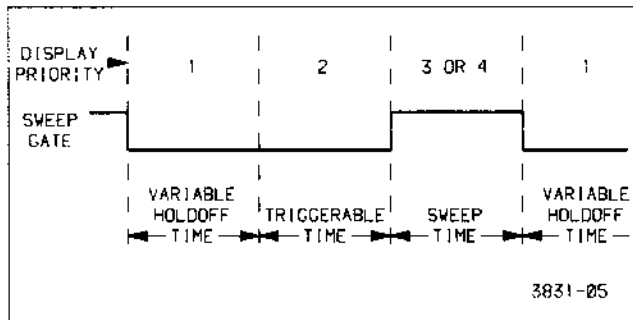 DISPLAY PRIORITY 1 2 3 OR 4 1
SWEEP GATE
VARIABLE HOLDOFF TIME
TRIGGERABLE TIME
SWEEP TIME
VARIABLE HOLDOFF TIME
3831-05